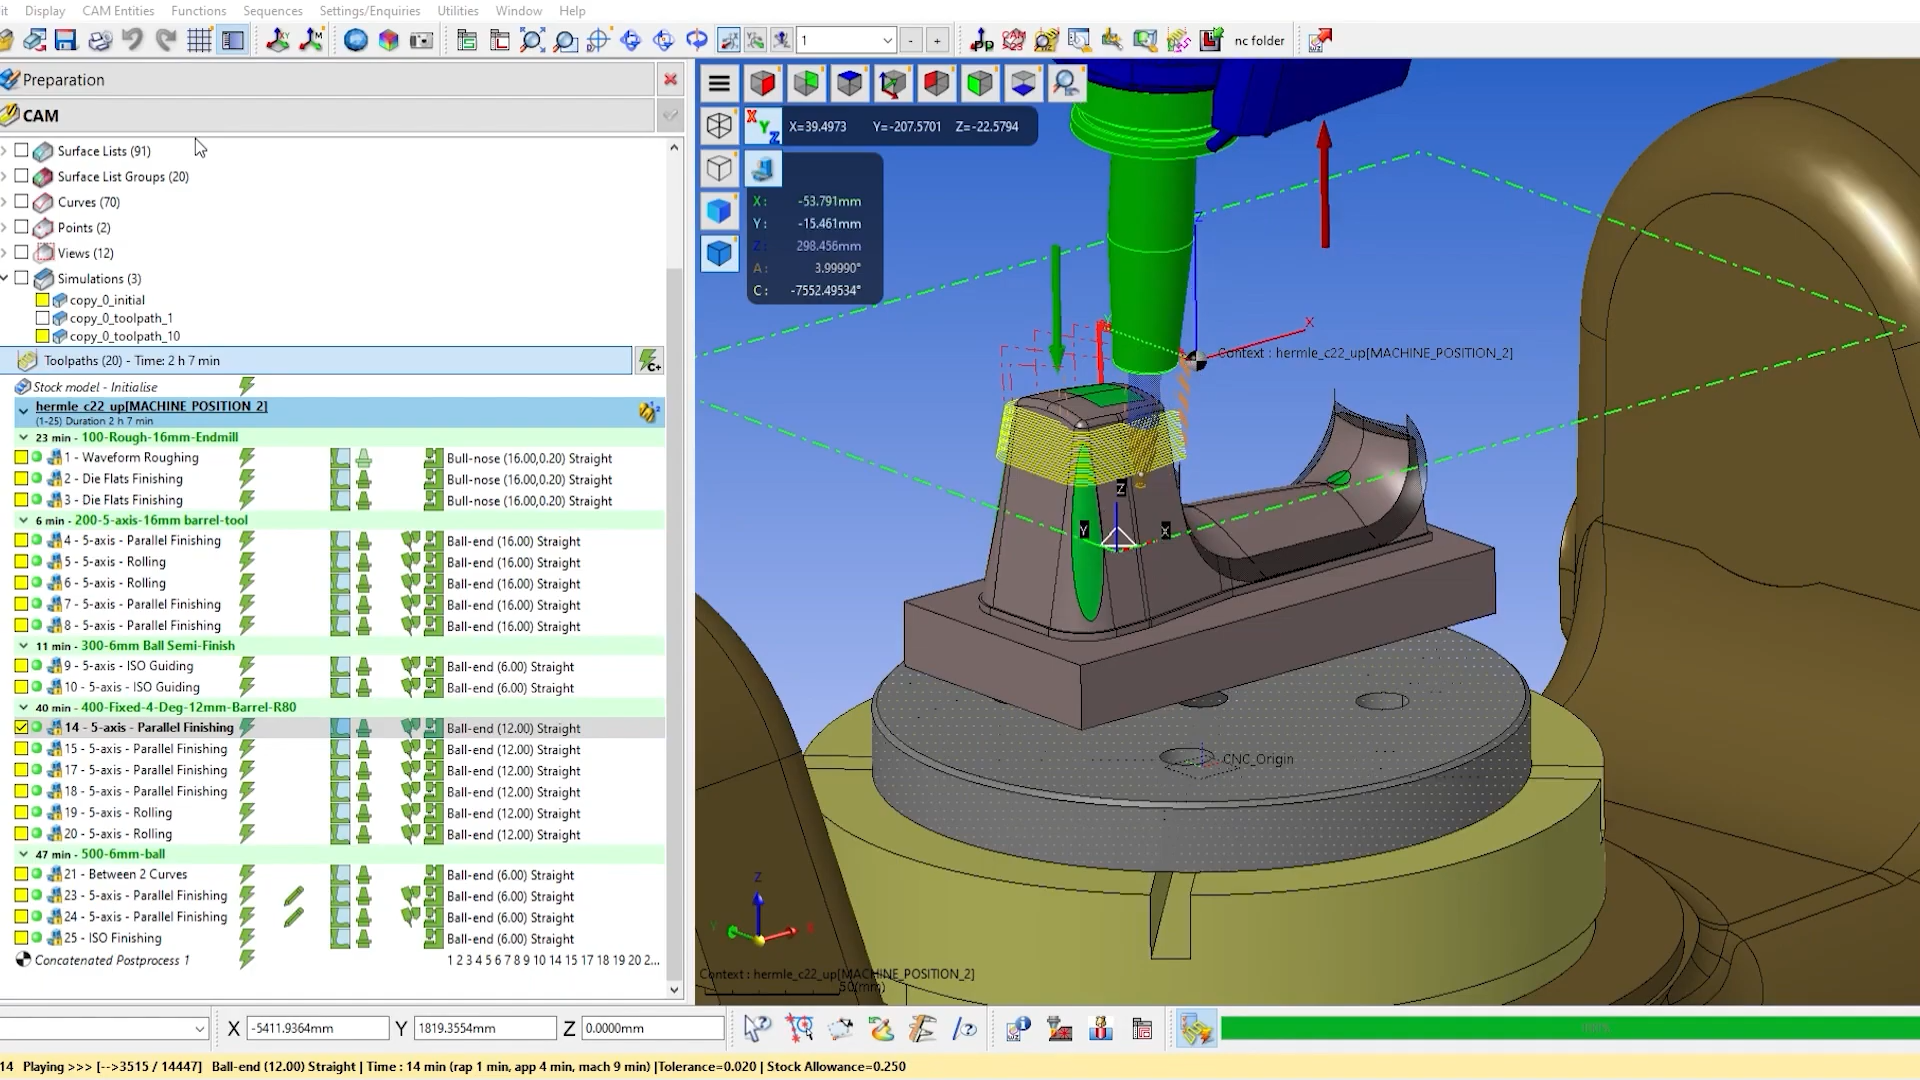 it Display CAM Entities Functions Sequences Settings/Enquiries Utilities Window Help
1 - + nc folder
Preparation
CAM
Surface Lists (91)
Surface List Groups (20)
Curves (70)
Points (2)
Views (12)
Simulations (3)
copy_0_initial
copy_0_toolpath_1
copy_0_toolpath_10
Toolpaths (20) - Time: 2 h 7 min
Stock model - Initialise
hermle_c22_up[MACHINE_POSITION_2]
(1-25) Duration 2 h 7 min
23 min - 100-Rough-16mm-Endmill
1 - Waveform Roughing Bull-nose (16.00,0.20) Straight
2 - Die Flats Finishing Bull-nose (16.00,0.20) Straight
3 - Die Flats Finishing Bull-nose (16.00,0.20) Straight
6 min - 200-5-axis-16mm barrel-tool
4 - 5-axis - Parallel Finishing Ball-end (16.00) Straight
5 - 5-axis - Rolling Ball-end (16.00) Straight
6 - 5-axis - Rolling Ball-end (16.00) Straight
7 - 5-axis - Parallel Finishing Ball-end (16.00) Straight
8 - 5-axis - Parallel Finishing Ball-end (16.00) Straight
11 min - 300-6mm Ball Semi-Finish
9 - 5-axis - ISO Guiding Ball-end (6.00) Straight
10 - 5-axis - ISO Guiding Ball-end (6.00) Straight
40 min - 400-Fixed-4-Deg-12mm-Barrel-R80
14 - 5-axis - Parallel Finishing Ball-end (12.00) Straight
15 - 5-axis - Parallel Finishing Ball-end (12.00) Straight
17 - 5-axis - Parallel Finishing Ball-end (12.00) Straight
18 - 5-axis - Parallel Finishing Ball-end (12.00) Straight
19 - 5-axis - Rolling Ball-end (12.00) Straight
20 - 5-axis - Rolling Ball-end (12.00) Straight
47 min - 500-6mm-ball
21 - Between 2 Curves Ball-end (6.00) Straight
23 - 5-axis - Parallel Finishing Ball-end (6.00) Straight
24 - 5-axis - Parallel Finishing Ball-end (6.00) Straight
25 - ISO Finishing Ball-end (6.00) Straight
Concatenated Postprocess 1 1 2 3 4 5 6 7 8 9 10 14 15 17 18 19 20 2...
X Y Z X=39.4973 Y=-207.5701 Z=-22.5794
X: -53.791mm
Y: -15.461mm
Z: 298.456mm
A: 3.99990°
C: -7552.49534°
Z
X
Context : hermle_c22_up[MACHINE_POSITION_2]
Z
Y X
CNC_Origin
Z
Y X
Context : hermle_c22_up[MACHINE_POSITION_2]
50(mm)
X -5411.9364mm Y 1819.3554mm Z 0.0000mm
14 Playing >>> [-->3515 / 14447] Ball-end (12.00) Straight | Time : 14 min (rap 1 min, app 4 min, mach 9 min) |Tolerance=0.020 | Stock Allowance=0.250